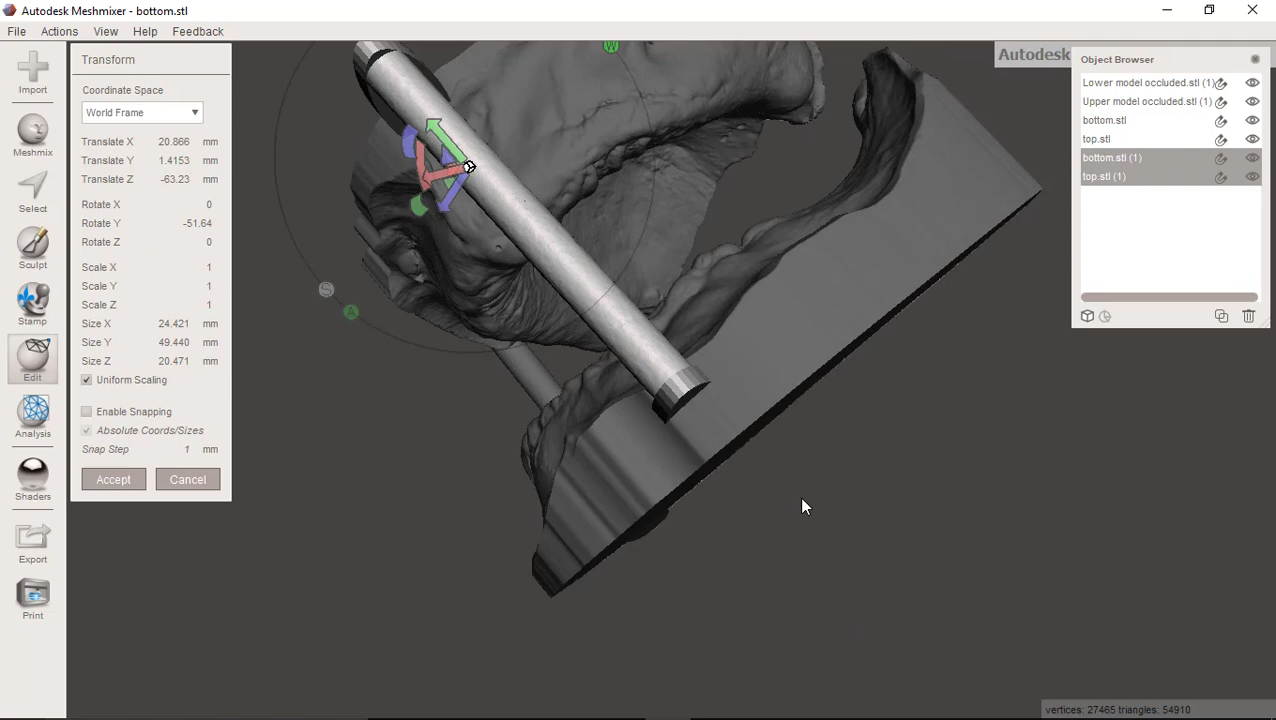 Autodesk Meshmixer - bottom.stl
File Actions View Help Feedback
Import
Meshmix
Select
Sculpt
Stamp
Edit
Analysis
Shaders
Export
Print
Transform
Coordinate Space
World Frame
Translate X 20.866 mm
Translate Y 1.4153 mm
Translate Z -63.23 mm
Rotate X 0
Rotate Y -51.64
Rotate Z 0
Scale X 1
Scale Y 1
Scale Z 1
Size X 24.421 mm
Size Y 49.440 mm
Size Z 20.471 mm
Uniform Scaling
Enable Snapping
Absolute Coords/Sizes
Snap Step 1 mm
Accept Cancel
W
S
A
Autodesk
Object Browser
Lower model occluded.stl (1)
Upper model occluded.stl (1)
bottom.stl
top.stl
bottom.stl (1)
top.stl (1)
vertices: 27465 triangles: 54910